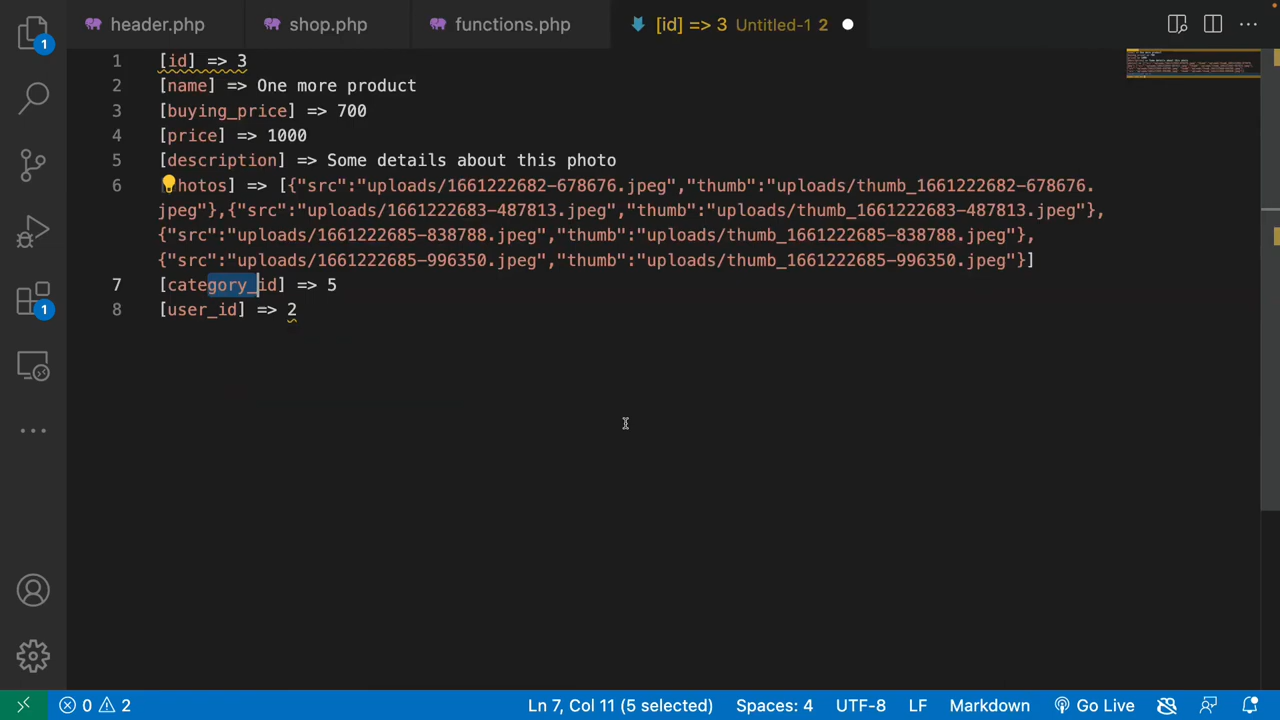 header.php
shop.php
functions.php
[id] => 3 Untitled-1 2
1 [id] => 3
2 [name] => One more product
3 [buying_price] => 700
4 [price] => 1000
5 [description] => Some details about this photo
6 hotos] => [{"src":"uploads/1661222682-678676.jpeg","thumb":"uploads/thumb_1661222682-678676.
jpeg"},{"src":"uploads/1661222683-487813.jpeg","thumb":"uploads/thumb_1661222683-487813.jpeg"},
{"src":"uploads/1661222685-838788.jpeg","thumb":"uploads/thumb_1661222685-838788.jpeg"},
{"src":"uploads/1661222685-996350.jpeg","thumb":"uploads/thumb_1661222685-996350.jpeg"}]
7 [category_id] => 5
8 [user_id] => 2
1
1
0 2
Ln 7, Col 11 (5 selected)
Spaces: 4
UTF-8
LF
Markdown
Go Live